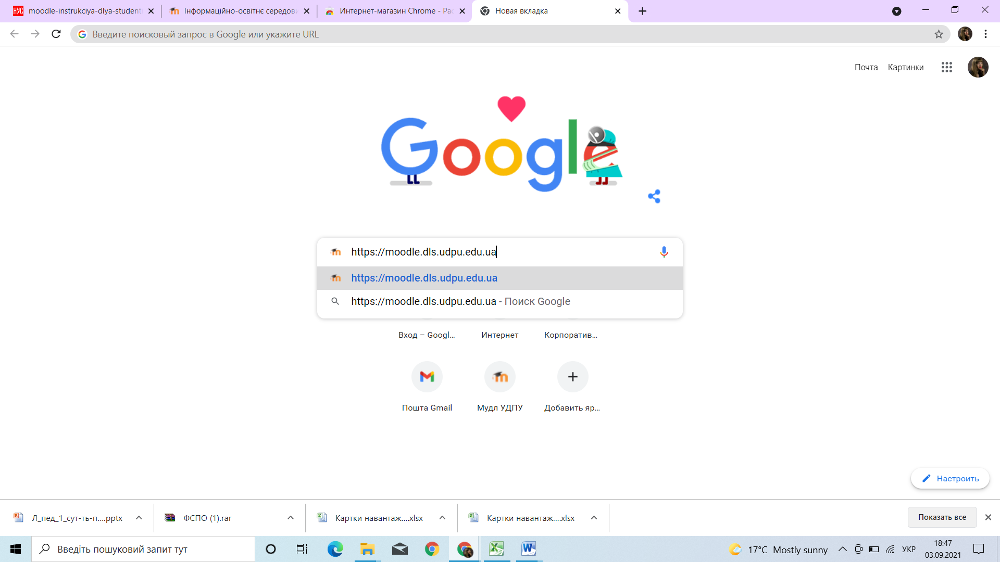 moodle-instrukciya-dlya-student
Інформаційно-освітнє середов
Интернет-магазин Chrome - Ра
Новая вкладка
Введите поисковый запрос в Google или укажите URL
Почта Картинки
Google
https://moodle.dls.udpu.edu.ua
https://moodle.dls.udpu.edu.ua
https://moodle.dls.udpu.edu.ua - Поиск Google
Вход – Googl... Интернет Корпоратив...
Пошта Gmail Мудл УДПУ Добавить яр...
Настроить
Л_пед_1_сут-ть-п....pptx ФСПО (1).rar Картки навантаж....xlsx Картки навантаж....xlsx Показать все
Введіть пошуковий запит тут
17°C Mostly sunny УКР
18:47
03.09.2021